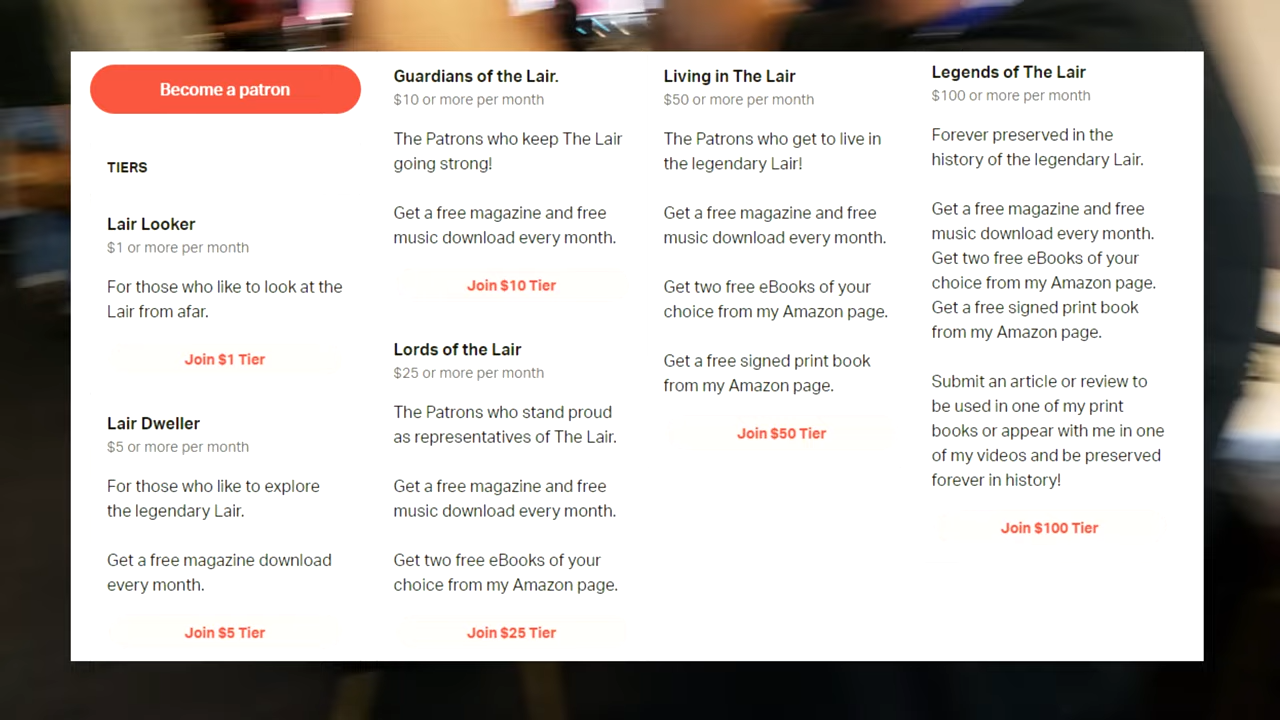 Become a patron
TIERS
Lair Looker
$1 or more per month
For those who like to look at the
Lair from afar.
Join $1 Tier
Lair Dweller
$5 or more per month
For those who like to explore
the legendary Lair.
Get a free magazine download
every month.
Join $5 Tier
Guardians of the Lair.
$10 or more per month
The Patrons who keep The Lair
going strong!
Get a free magazine and free
music download every month.
Join $10 Tier
Lords of the Lair
$25 or more per month
The Patrons who stand proud
as representatives of The Lair.
Get a free magazine and free
music download every month.
Get two free eBooks of your
choice from my Amazon page.
Join $25 Tier
Living in The Lair
$50 or more per month
The Patrons who get to live in
the legendary Lair!
Get a free magazine and free
music download every month.
Get two free eBooks of your
choice from my Amazon page.
Get a free signed print book
from my Amazon page.
Join $50 Tier
Legends of The Lair
$100 or more per month
Forever preserved in the
history of the legendary Lair.
Get a free magazine and free
music download every month.
Get two free eBooks of your
choice from my Amazon page.
Get a free signed print book
from my Amazon page.
Submit an article or review to
be used in one of my print
books or appear with me in one
of my videos and be preserved
forever in history!
Join $100 Tier